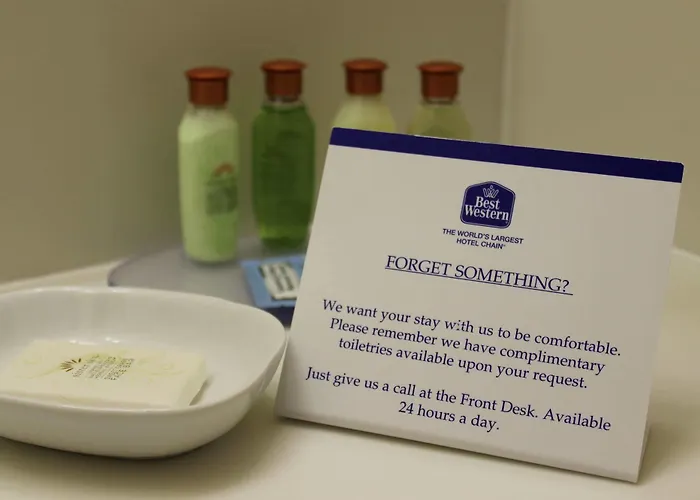 Best
Western
THE WORLD'S LARGEST
HOTEL CHAIN®
FORGET SOMETHING?
We want your stay with us to be comfortable.
Please remember we have complimentary
toiletries available upon your request.
Just give us a call at the Front Desk. Available
24 hours a day.